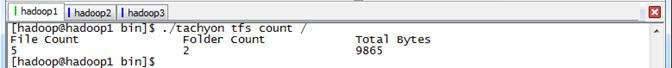 hadoop1 hadoop2 hadoop3
[hadoop@hadoop1 bin]$ ./tachyon tfs count /
File Count Folder Count Total Bytes
5 2 9865
[hadoop@hadoop1 bin]$